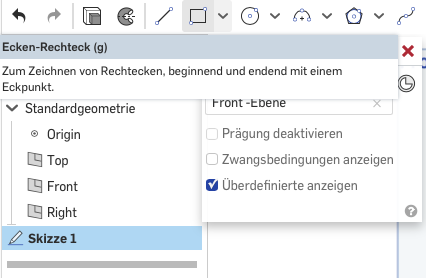 Ecken-Rechteck (g)
Zum Zeichnen von Rechtecken, beginnend und endend mit einem
Eckpunkt.
Standardgeometrie
Front -Ebene
Origin
Prägung deaktivieren
Top
Zwangsbedingungen anzeigen
Front
Überdefinierte anzeigen
Right
Skizze 1